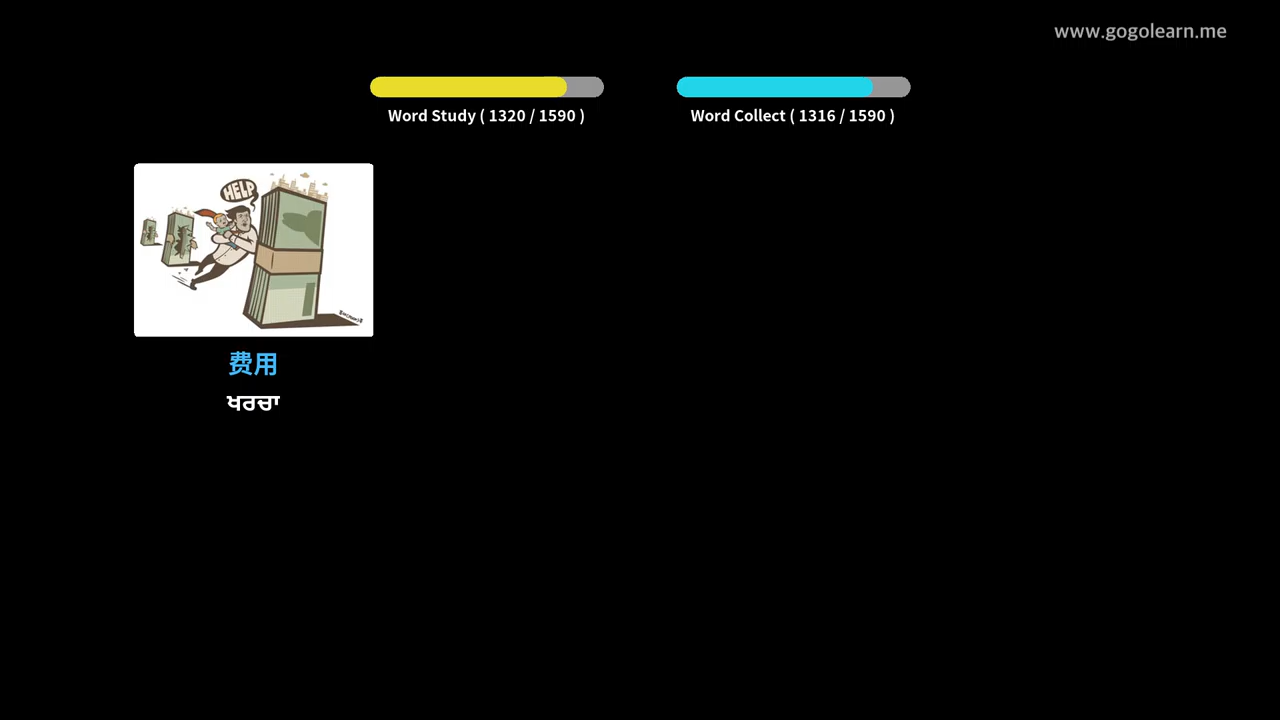 www.gogolearn.me
Word Study ( 1320 / 1590 )
Word Collect ( 1316 / 1590 )
HELP
费用
ਖਰਚਾ